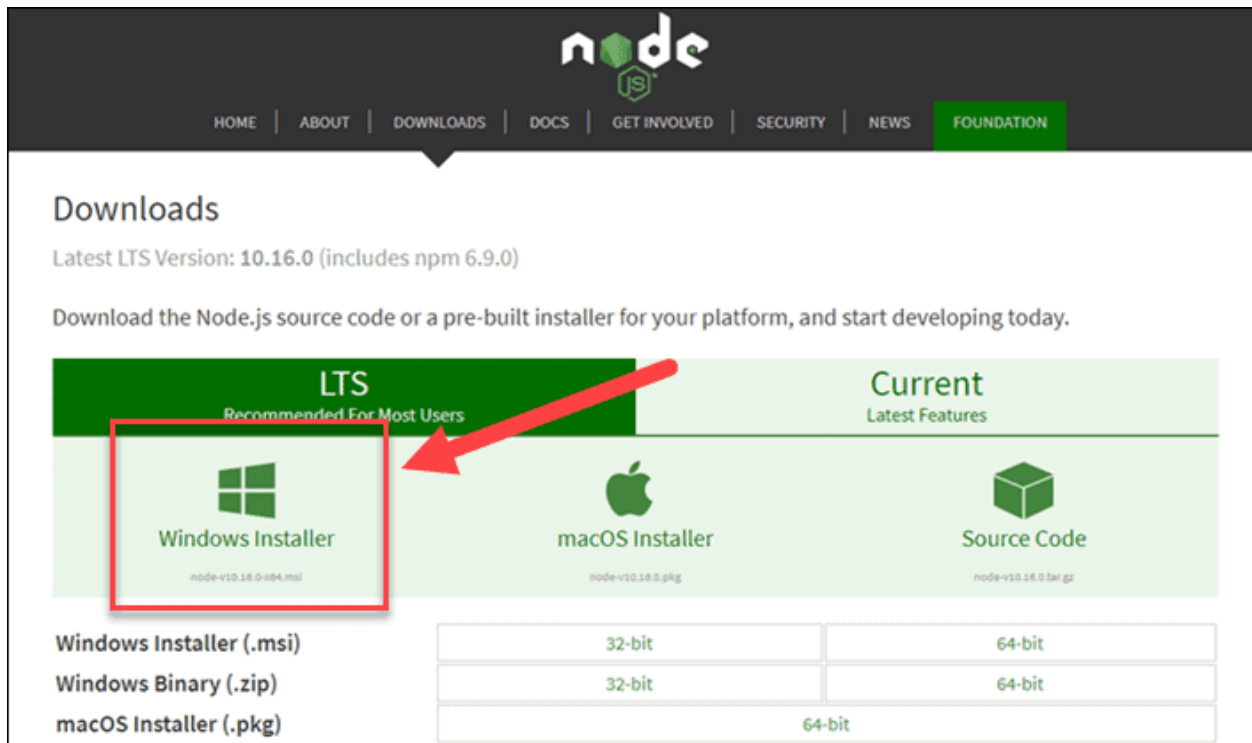 node
JS
HOME | ABOUT | DOWNLOADS | DOCS | GET INVOLVED | SECURITY | NEWS FOUNDATION
Downloads
Latest LTS Version: 10.16.0 (includes npm 6.9.0)
Download the Node.js source code or a pre-built installer for your platform, and start developing today.
LTS Current
Recommended For Most Users Latest Features
Windows Installer macOS Installer Source Code
node-v10.16.0-x64.msi node-v10.16.0.pkg node-v10.16.0.tar.gz
Windows Installer (.msi) 32-bit 64-bit
Windows Binary (.zip) 32-bit 64-bit
macOS Installer (.pkg) 64-bit